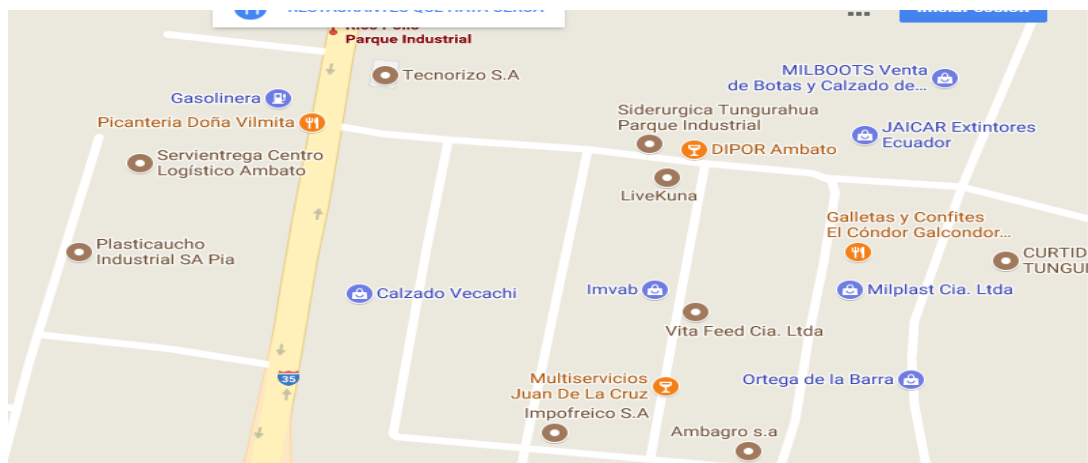 Parque Industrial
Tecnorizo S.A
MILBOOTS Venta
de Botas y Calzado de...
Gasolinera
Siderurgica Tungurahua
Parque Industrial
Picantería Doña Vilmita
JAICAR Extintores
Ecuador
DIPOR Ambato
Servientrega Centro
Logístico Ambato
LiveKuna
Galletas y Confites
El Cóndor Galcondor...
Plasticaucho
Industrial SA Pia
CURTID
TUNGU
Calzado Vecachi
Imvab
Milplast Cia. Ltda
Vita Feed Cia. Ltda
35
Multiservicios
Juan De La Cruz
Ortega de la Barra
Impofreico S.A
Ambagro s.a